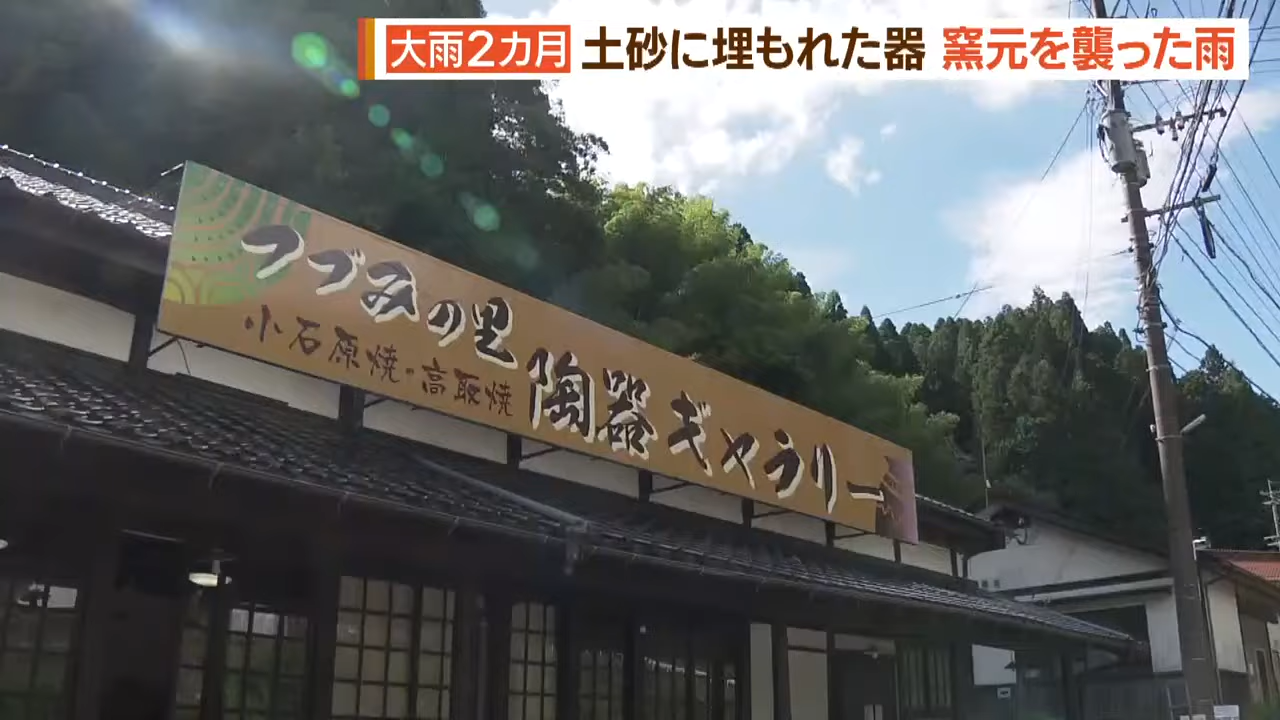 大雨2カ月 土砂に埋もれた器 窯元を襲った雨
つづみの里 陶器ギャラリー
小石原焼・高取焼